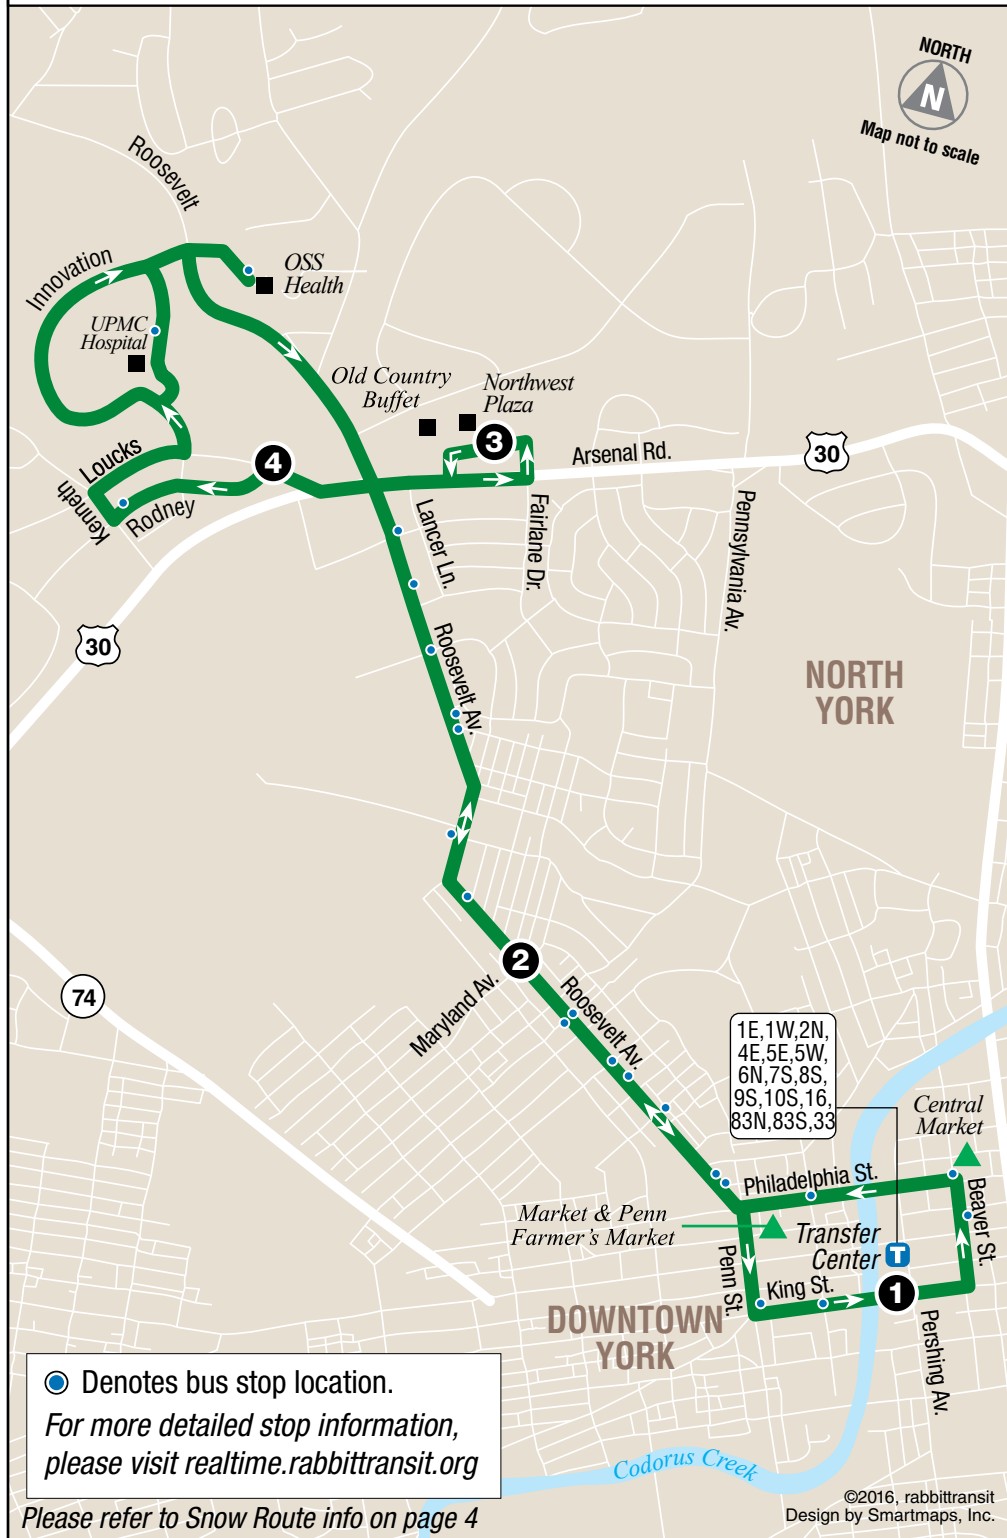 NORTH
N
Map not to scale
Roosevelt
Innovation
OSS
Health
UPMC
Hospital
Old Country
Buffet
Northwest
Plaza
3
Arsenal Rd.
30
4
Loucks
Kenneth
Rodney
Lancer Ln.
Fairlane Dr.
Pennsylvania Av.
30
Roosevelt Av.
NORTH
YORK
2
74
Maryland Av.
Roosevelt Av.
1E,1W,2N,
4E,5E,5W,
6N,7S,8S,
9S,10S,16,
83N,83S,33
Central
Market
Philadelphia St.
Beaver St.
Market & Penn
Farmer's Market
Transfer
Center
T
Penn St.
King St.
1
Pershing Av.
DOWNTOWN
YORK
Denotes bus stop location.
For more detailed stop information,
please visit realtime.rabbittransit.org
Codorus Creek
Please refer to Snow Route info on page 4
©2016, rabbittransit
Design by Smartmaps, Inc.